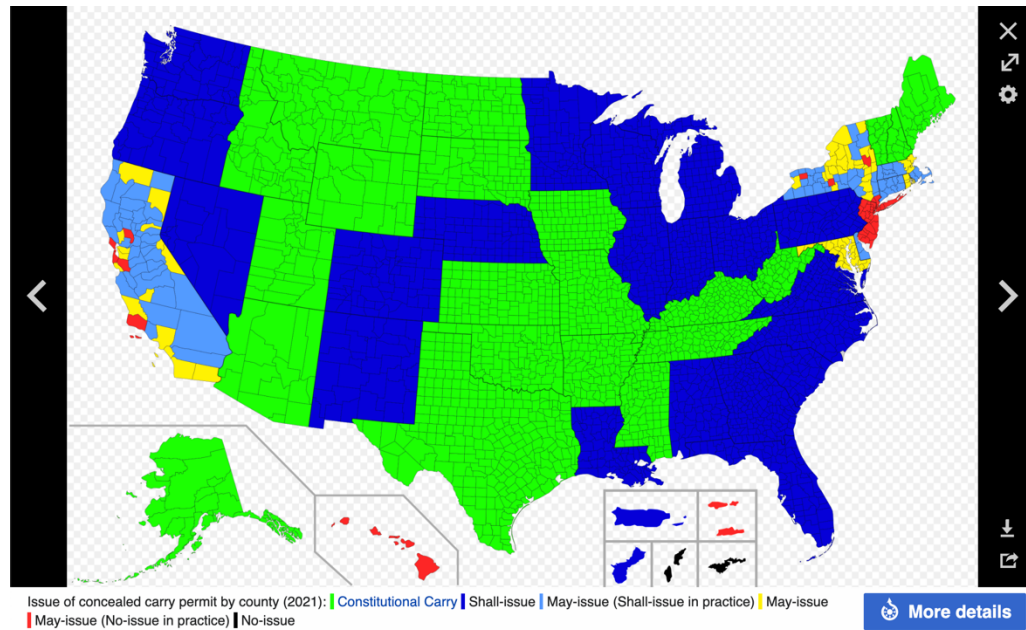 Issue of concealed carry permit by county (2021): Constitutional Carry Shall-issue May-issue (Shall-issue in practice) May-issue
May-issue (No-issue in practice) No-issue
More details